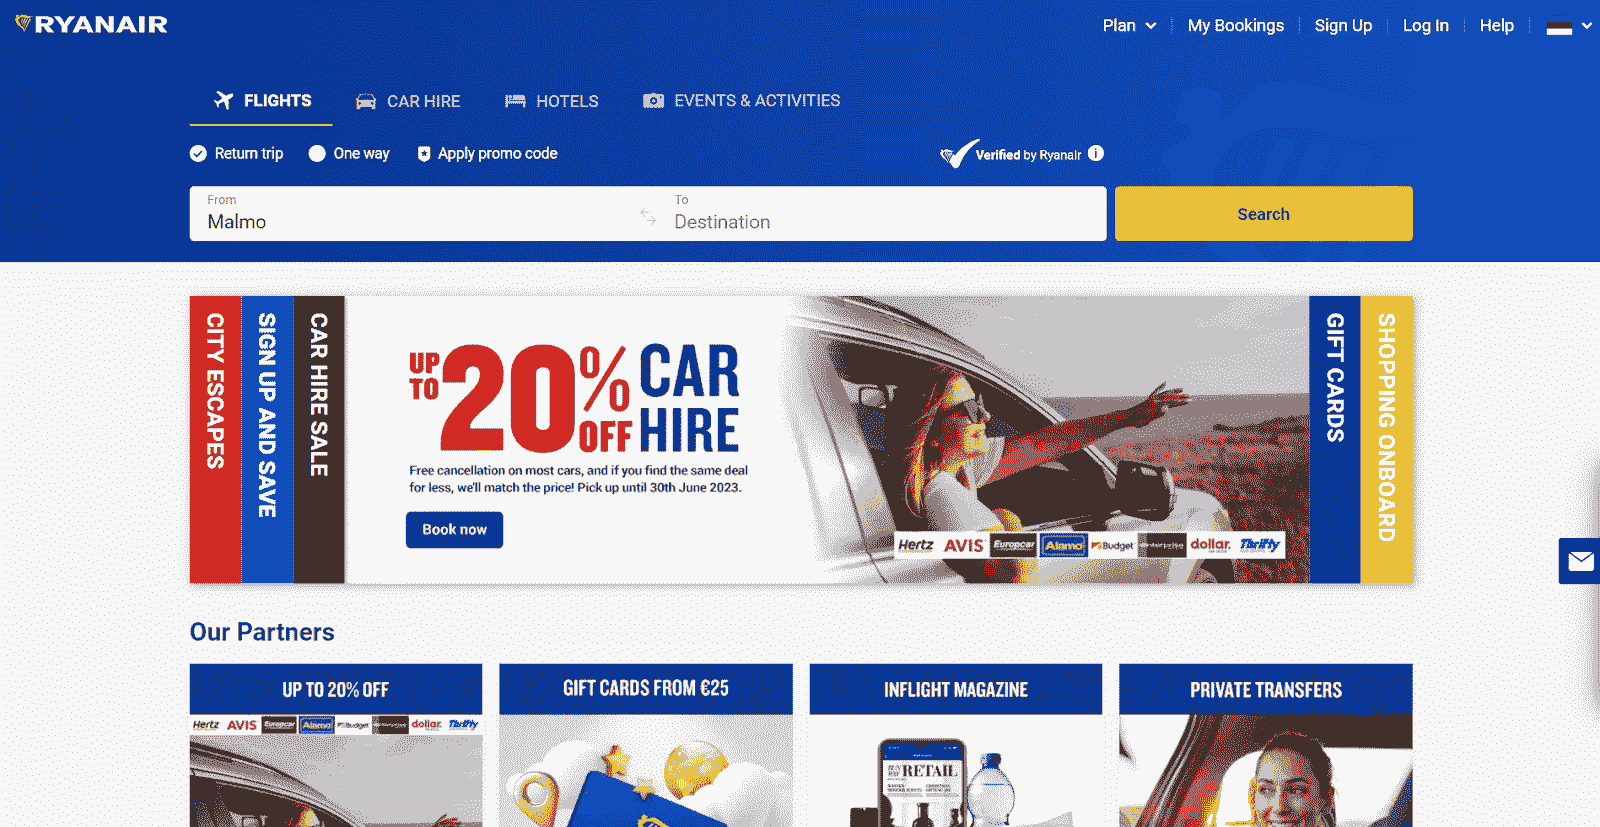 RYANAIR
Plan
My Bookings
Sign Up
Log In
Help
FLIGHTS
CAR HIRE
HOTELS
EVENTS & ACTIVITIES
Return trip
One way
Apply promo code
Verified by Ryanair
From
Malmo
To
Destination
Search
CITY ESCAPES
SIGN UP AND SAVE
CAR HIRE SALE
UP TO 20% OFF CAR HIRE
Free cancellation on most cars, and if you find the same deal
for less, we'll match the price! Pick up until 30th June 2023.
Book now
Hertz AVIS Europcar Alamo Budget dollar. Thrifty
GIFT CARDS
SHOPPING ONBOARD
Our Partners
UP TO 20% OFF
Hertz AVIS Europcar Alamo Budget dollar. Thrifty
GIFT CARDS FROM €25
INFLIGHT MAGAZINE
RETAIL
PRIVATE TRANSFERS